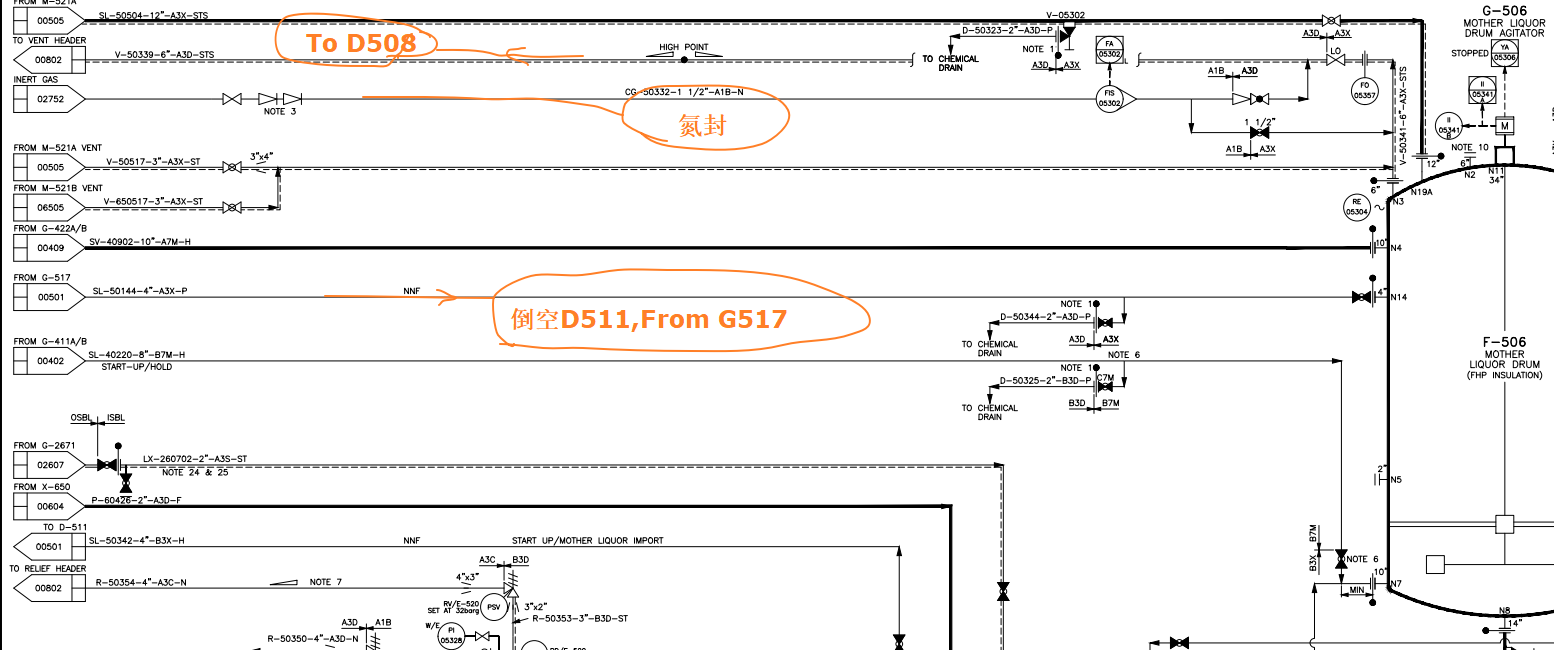 FROM M-521A
00505
SL-50504-12"-A3X-STS
V-05302
TO VENT HEADER
00802
V-50339-6"-A3D-STS
To D508
HIGH POINT
TO CHEMICAL
DRAIN
D-50323-2"-A3D-P
NOTE 1
A3D A3X
FA
05302
FIS
05302
A3D A3X
LO
FO
05357
G-506
MOTHER LIQUOR
DRUM AGITATOR
STOPPED
YA
05306
II
05341
A
II
05341
B
M
NOTE 10
INERT GAS
02752
NOTE 3
CG-50332-1 1/2"-A1B-N
氮封
A1B A3D
1 1/2"
A1B A3X
V-50341-6"-A3X-STS
FROM M-521A VENT
00505
V-50517-3"-A3X-ST
3"x4"
FROM M-521B VENT
06505
V-650517-3"-A3X-ST
12"
N19A
6"
N2
N11
34"
6"
N3
RE
05304
FROM G-422A/B
00409
SV-40902-10"-A7M-H
10"
N4
FROM G-517
00501
SL-50144-4"-A3X-P
NNF
倒空D511,From G517
4"
N14
NOTE 1
D-50344-2"-A3D-P
TO CHEMICAL
DRAIN
A3D A3X
FROM G-411A/B
00402
SL-40220-8"-B7M-H
START-UP/HOLD
NOTE 6
NOTE 1
C7M
D-50325-2"-B3D-P
TO CHEMICAL
DRAIN
B3D B7M
F-506
MOTHER
LIQUOR DRUM
(FHP INSULATION)
OSBL ISBL
FROM G-2671
02607
LX-260702-2"-A3S-ST
NOTE 24 & 25
2"
N5
FROM X-650
00604
P-60426-2"-A3D-F
TO D-511
00501
SL-50342-4"-B3X-H
NNF
START UP/MOTHER LIQUOR IMPORT
B7M
B3X
NOTE 6
10"
N7
MIN
TO RELIEF HEADER
00802
R-50354-4"-A3C-N
NOTE 7
A3C B3D
4"x3"
RV/E-520
SET AT 32barg
PSV
3"x2"
R-50353-3"-B3D-ST
A3D A1B
R-50350-4"-A3D-N
W/E
PI
05328
N8
14"